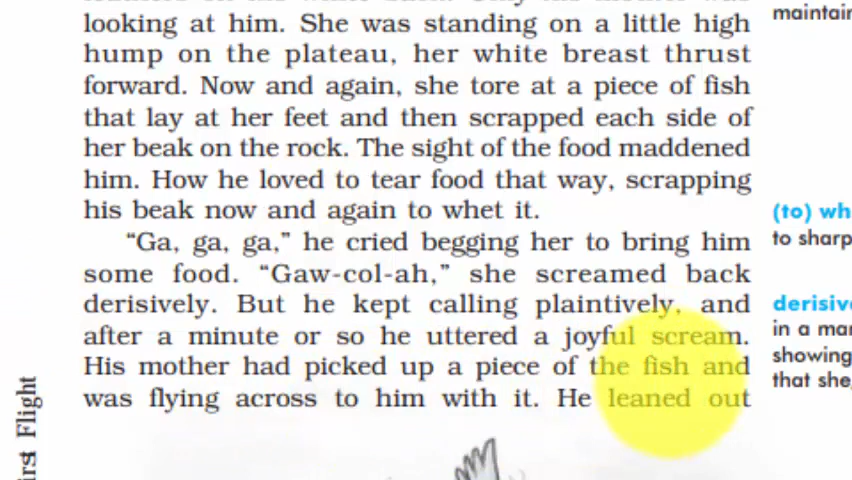 looking at him. She was standing on a little high
hump on the plateau, her white breast thrust
forward. Now and again, she tore at a piece of fish
that lay at her feet and then scrapped each side of
her beak on the rock. The sight of the food maddened
him. How he loved to tear food that way, scrapping
his beak now and again to whet it.
“Ga, ga, ga,” he cried begging her to bring him
some food. “Gaw-col-ah,” she screamed back
derisively. But he kept calling plaintively, and
after a minute or so he uttered a joyful scream.
His mother had picked up a piece of the fish and
was flying across to him with it. He leaned out
maintain
(to) wh
to sharp
derisive
in a ma
showing
that she
irst Flight